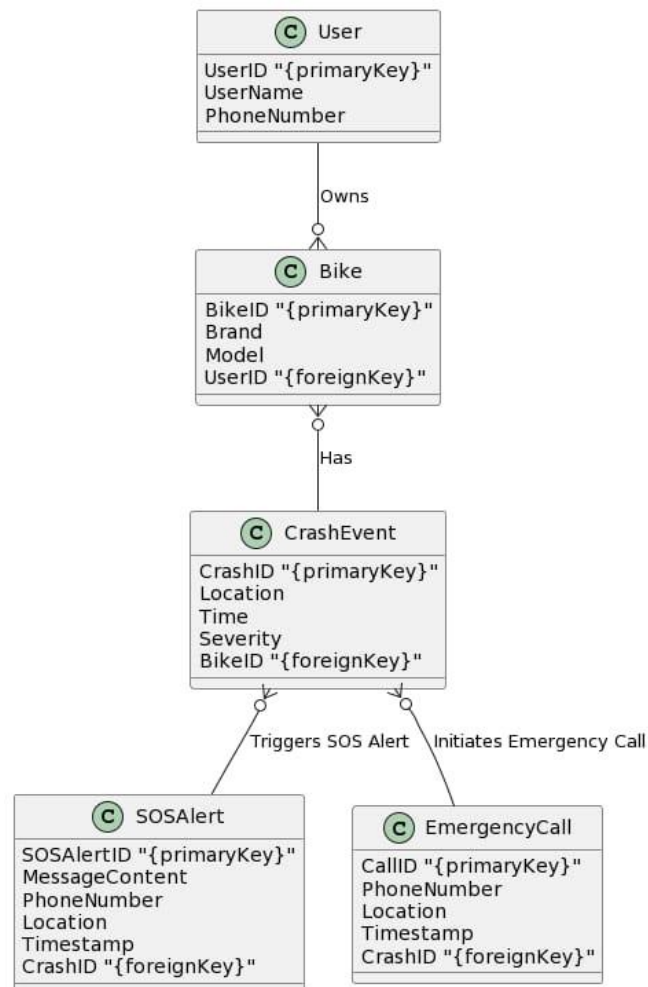 C User
UserID "{primaryKey}"
UserName
PhoneNumber
Owns
C Bike
BikeID "{primaryKey}"
Brand
Model
UserID "{foreignKey}"
Has
C CrashEvent
CrashID "{primaryKey}"
Location
Time
Severity
BikeID "{foreignKey}"
Triggers SOS Alert
Initiates Emergency Call
C SOSAlert
SOSAlertID "{primaryKey}"
MessageContent
PhoneNumber
Location
Timestamp
CrashID "{foreignKey}"
C EmergencyCall
CallID "{primaryKey}"
PhoneNumber
Location
Timestamp
CrashID "{foreignKey}"